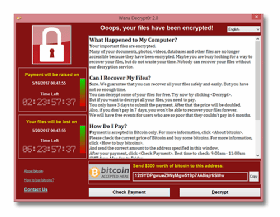 Wana Decrypt0r 2.0
Ooops, your files have been encrypted!
English
What Happened to My Computer?
Your important files are encrypted.
Many of your documents, photos, videos, databases and other files are no longer
accessible because they have been encrypted. Maybe you are busy looking for a way to
recover your files, but do not waste your time. Nobody can recover your files without
our decryption service.
Can I Recover My Files?
Sure. We guarantee that you can recover all your files safely and easily. But you have
not so enough time.
You can decrypt some of your files for free. Try now by clicking <Decrypt>.
But if you want to decrypt all your files, you need to pay.
You only have 3 days to submit the payment. After that the price will be doubled.
Also, if you don't pay in 7 days, you won't be able to recover your files forever.
We will have free events for users who are so poor that they couldn't pay in 6 months.
How Do I Pay?
Payment is accepted in Bitcoin only. For more information, click <About bitcoin>.
Please check the current price of Bitcoin and buy some bitcoins. For more information,
click <How to buy bitcoins>.
And send the correct amount to the address specified in this window.
After your payment, click <Check Payment>. Best time to check: 9:00am - 11:00am
Payment will be raised on
5/16/2017
Time Left
02:23:57:37
Your files will be lost on
5/20/2017
Time Left
06:23:57:37
About bitcoin
How to buy bitcoins?
Contact Us
bitcoin
ACCEPTED HERE
Send $300 worth of bitcoin to this address:
Copy
Check Payment
Decrypt